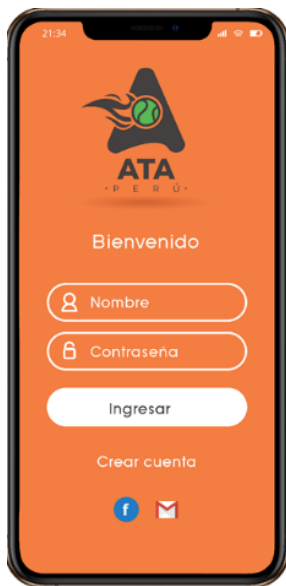 21:34
ATA
·PERÚ·
Bienvenido
Nombre
Contraseña
Ingresar
Crear cuenta
f